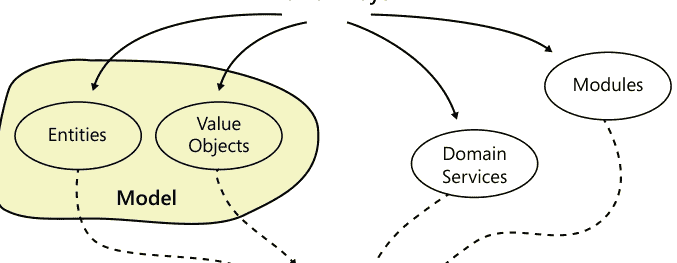 Modules
Entities
Value
Objects
Domain
Services
Model